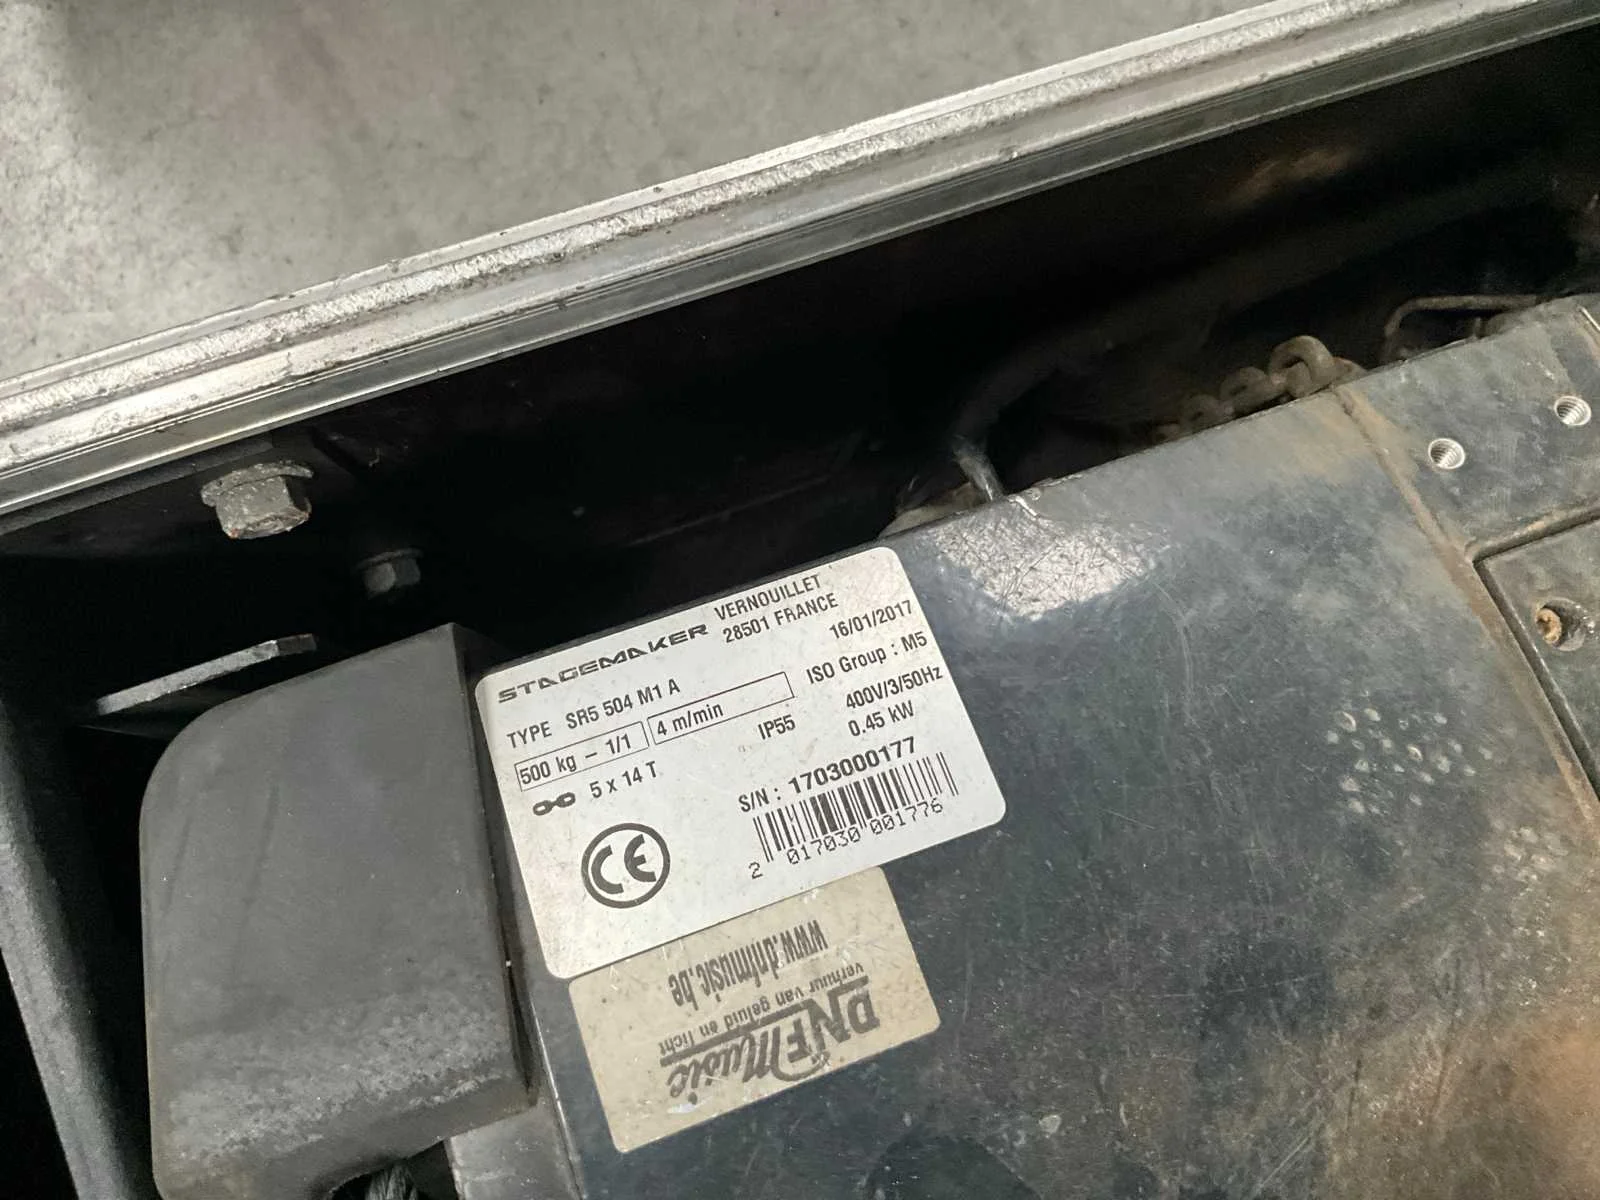 STAGEMAKER
VERNOUILLET
28501 FRANCE
TYPE SR5 504 M1 A
16/01/2017
500 kg – 1/1
4 m/min
ISO Group : M5
5 x 14 T
IP55
400V/3/50Hz
0.45 kW
S/N : 1703000177
2 017030 001776
CE
DNF Music
verhuur van geluid en licht
www.dnfmusic.be